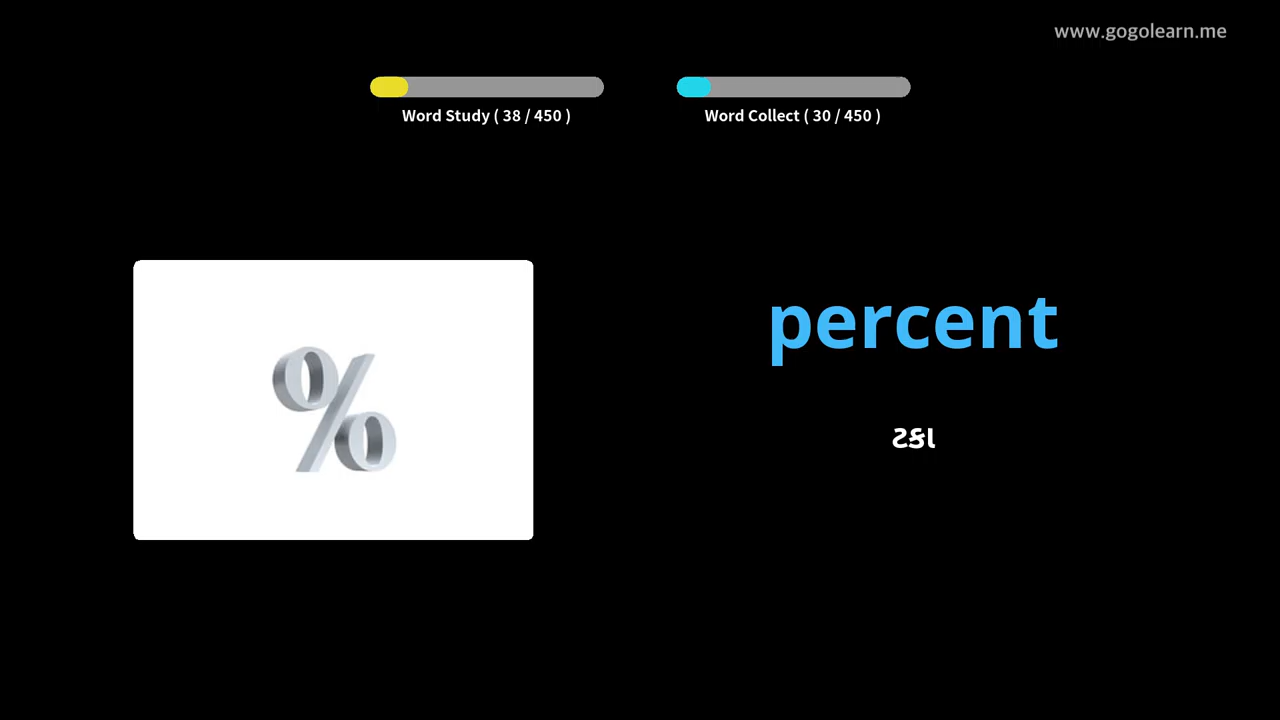 www.gogolearn.me
Word Study ( 38 / 450 )
Word Collect ( 30 / 450 )
%
percent
ટકા